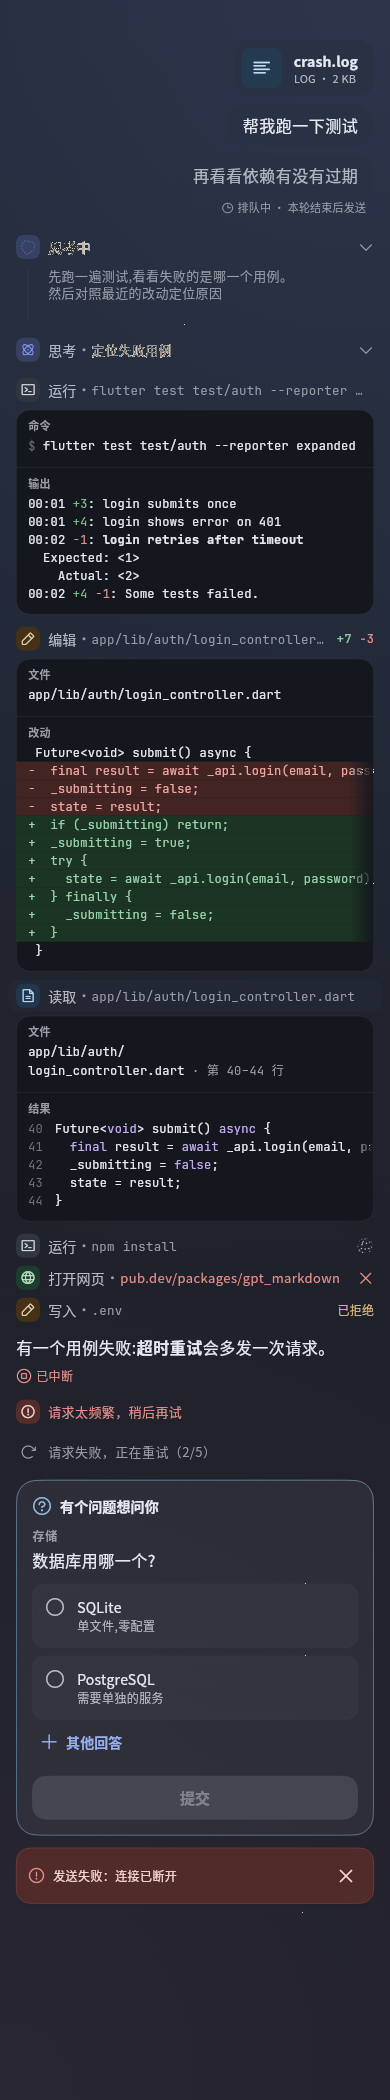 crash.log
LOG · 2 KB
帮我跑一下测试
再看看依赖有没有过期
排队中 · 本轮结束后发送
思考中
先跑一遍测试,看看失败的是哪一个用例。
然后对照最近的改动定位原因
思考 · 定位失败用例
运行 · flutter test test/auth --reporter …
命令
$ flutter test test/auth --reporter expanded
输出
00:01 +3: login submits once
00:01 +4: login shows error on 401
00:02 -1: login retries after timeout
Expected: <1>
Actual: <2>
00:02 +4 -1: Some tests failed.
编辑 · app/lib/auth/login_controller… +7 -3
文件
app/lib/auth/login_controller.dart
改动
Future<void> submit() async {
- final result = await _api.login(email, pass
- _submitting = false;
- state = result;
+ if (_submitting) return;
+ _submitting = true;
+ try {
+ state = await _api.login(email, password)
+ } finally {
+ _submitting = false;
+ }
}
读取 · app/lib/auth/login_controller.dart
文件
app/lib/auth/
login_controller.dart · 第 40–44 行
结果
40 Future<void> submit() async {
41 final result = await _api.login(email, pa
42 _submitting = false;
43 state = result;
44 }
运行 · npm install
打开网页 · pub.dev/packages/gpt_markdown
写入 · .env 已拒绝
有一个用例失败:超时重试会多发一次请求。
已中断
请求太频繁，稍后再试
请求失败，正在重试（2/5）
有个问题想问你
存储
数据库用哪一个?
SQLite
单文件,零配置
PostgreSQL
需要单独的服务
其他回答
提交
发送失败：连接已断开